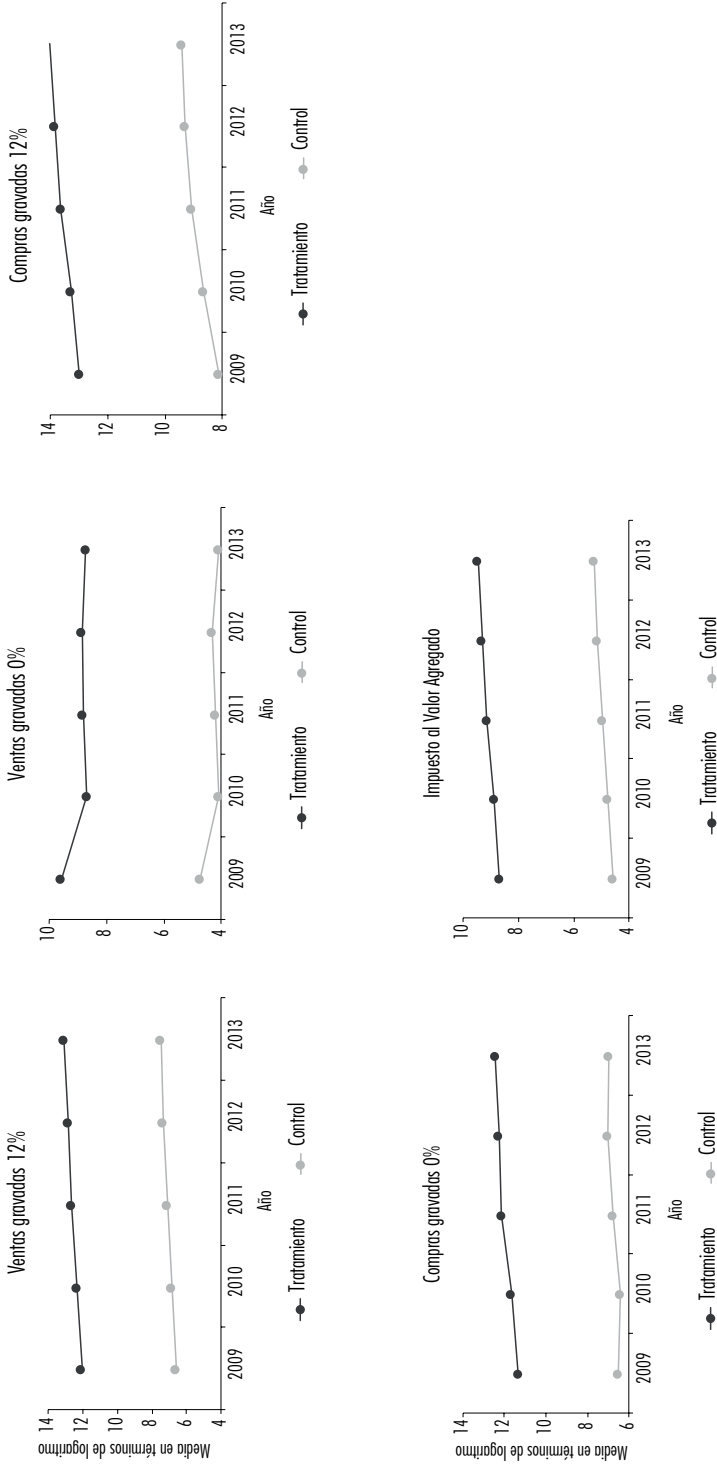 Ventas gravadas 12%
Media en términos de logaritmo
14
12
10
8
6
4
2009 2010 2011 2012 2013
Año
Tratamiento Control
Ventas gravadas 0%
10
8
6
4
2009 2010 2011 2012 2013
Año
Tratamiento Control
Compras gravadas 12%
14
12
10
8
2009 2010 2011 2012 2013
Año
Tratamiento Control
Compras gravadas 0%
Media en términos de logaritmo
14
12
10
8
6
2009 2010 2011 2012 2013
Año
Tratamiento Control
Impuesto al Valor Agregado
10
8
6
4
2009 2010 2011 2012 2013
Año
Tratamiento Control